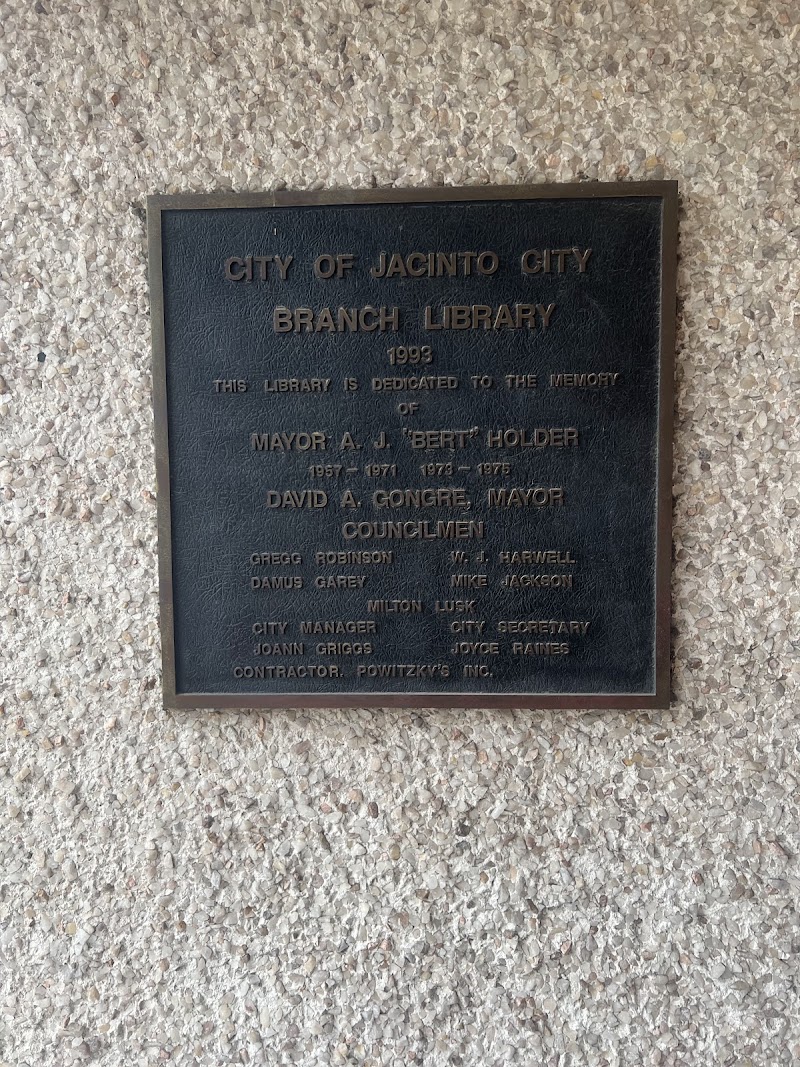 CITY OF JACINTO CITY
BRANCH LIBRARY
1993
THIS LIBRARY IS DEDICATED TO THE MEMORY
OF
MAYOR A. J. "BERT" HOLDER
1967 - 1971 1973 - 1975
DAVID A. GONGRE, MAYOR
COUNCILMEN
GREGG ROBINSON W. J. HARWELL
DAMUS GAREY MIKE JACKSON
MILTON LUSK
CITY MANAGER CITY SECRETARY
JOANN GRIGGS JOYCE RAINES
CONTRACTOR. POWITZKY'S INC.